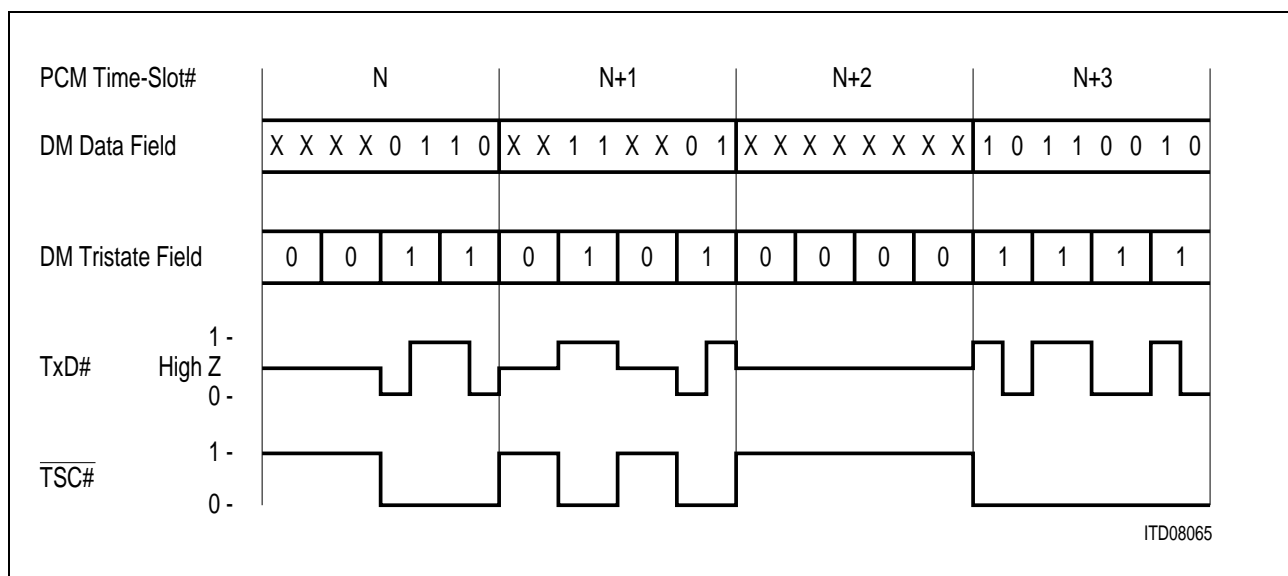 PCM Time-Slot# N N+1 N+2 N+3
DM Data Field X X X X 0 1 1 0 X X 1 1 X X 0 1 X X X X X X X X 1 0 1 1 0 0 1 0
DM Tristate Field 0 0 1 1 0 1 0 1 0 0 0 0 1 1 1 1
1 -
TxD# High Z
0 -
1 -
TSC#
0 -
ITD08065